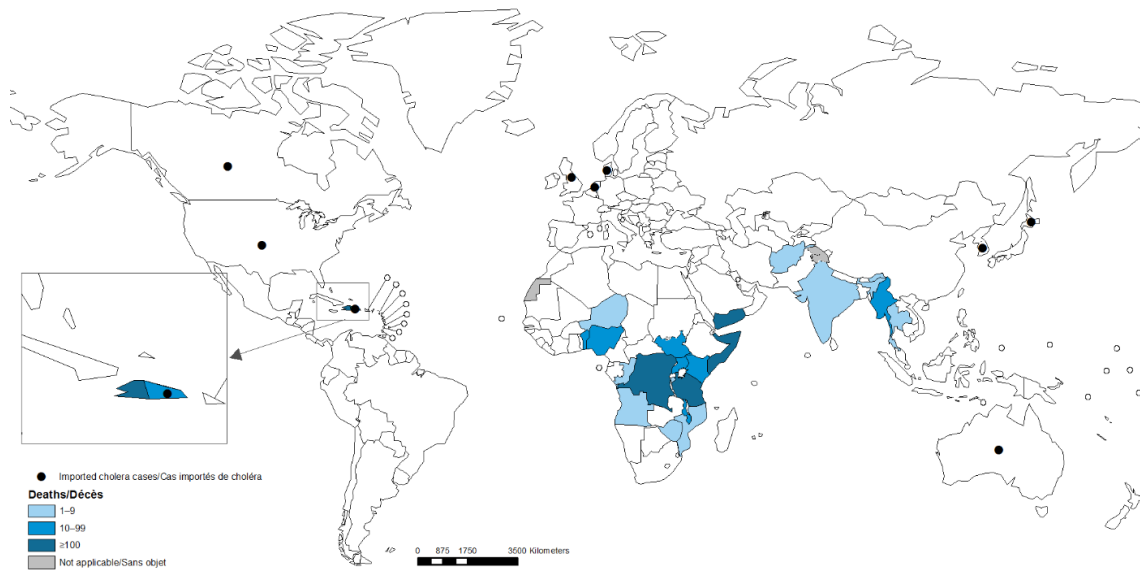 Imported cholera cases/Cas importés de choléra
Deaths/Décès
1–9
10–99
≥100
Not applicable/Sans objet
0 875 1750 3500 Kilometers